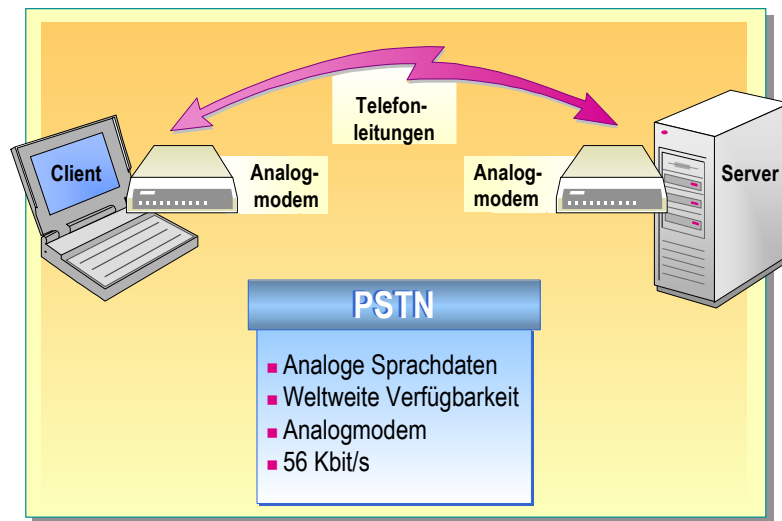 Telefon-
leitungen
Client
Analog-
modem
Analog-
modem
Server
PSTN
Analoge Sprachdaten
Weltweite Verfügbarkeit
Analogmodem
56 Kbit/s